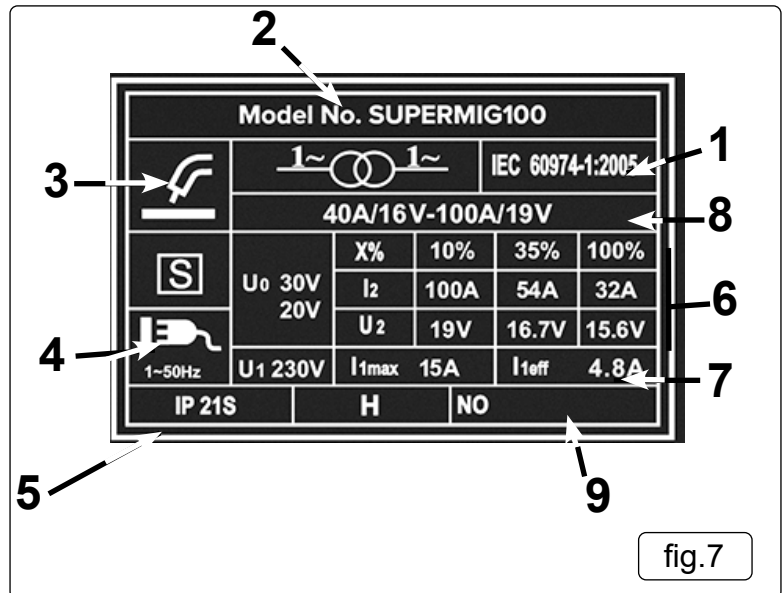 2
Model No. SUPERMIG100
1
3
1~ 1~
IEC 60974-1:2005
40A/16V-100A/19V
8
S
U0 30V
20V
X% 10% 35% 100%
I2 100A 54A 32A
6
U2 19V 16.7V 15.6V
4
1~50Hz
U1 230V
I1max 15A
I1eff 4.8A
7
IP 21S
H
NO
5
9
fig.7